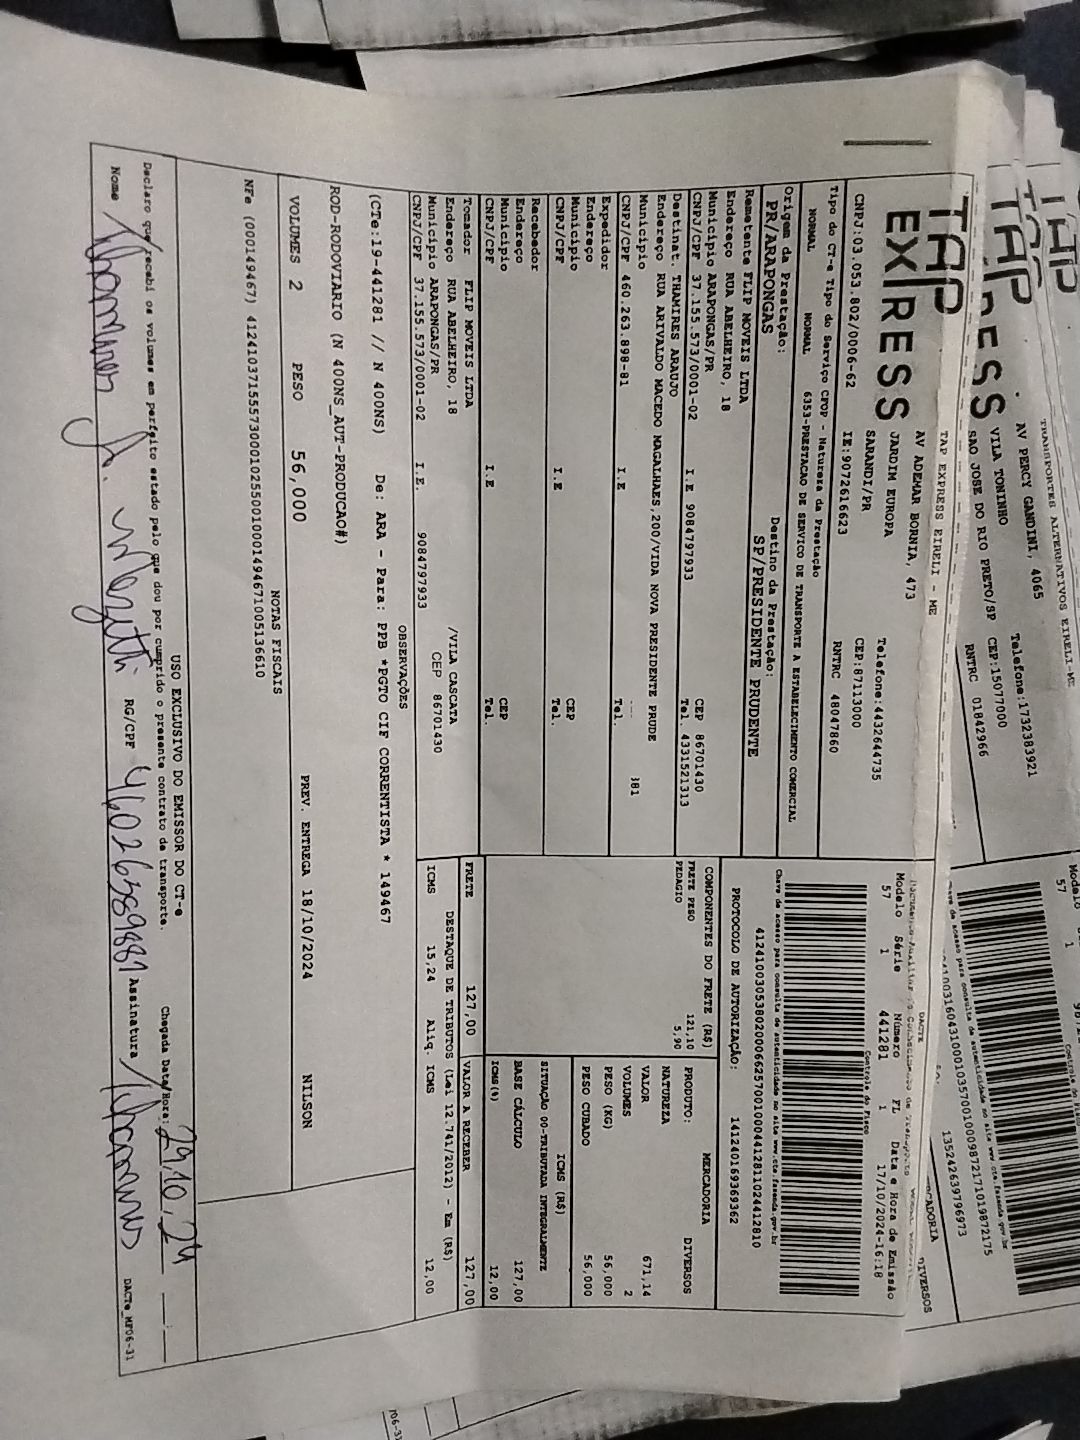 TAP
EXPRESS
TAP EXPRESS EIRELI - ME
AV ADEMAR BORNIA, 473
JARDIM EUROPA
SARANDI/PR
Telefone:4432644735
CEP:87113000
CNPJ:03.053.802/0006-62 IE:9072616623 RNTRC 48047860
DACTE
Modelo Série Número FL Data e Hora de Emissão
57 1 441281 1 17/10/2024-16:18
Controle do Fisco
Chave de acesso para consulta de autenticidade no site www.cte.fazenda.gov.br
41241003053802000662570010004412811024412810
PROTOCOLO DE AUTORIZAÇÃO: 141240169369362
Tipo do CT-e Tipo do Serviço CFOP - Natureza da Prestação
NORMAL NORMAL 6353-PRESTACAO DE SERVICO DE TRANSPORTE A ESTABELECIMENTO COMERCIAL
Origem da Prestação: Destino da Prestação:
PR/ARAPONGAS SP/PRESIDENTE PRUDENTE
Remetente FLIP MOVEIS LTDA
Endereço RUA ABELHEIRO, 18
Município ARAPONGAS/PR CEP 86701430
CNPJ/CPF 37.155.573/0001-02 I.E 9084797933 Tel. 4331521313
Destinat. TAMIRES ARAUJO
Endereço RUA ARIVALDO MACEDO MAGALHAES,200/VIDA NOVA PRESIDENTE PRUDE
Município
CNPJ/CPF 460.263.898-81 I.E Tel.
Expedidor
Endereço
Município CEP
CNPJ/CPF I.E Tel.
Recebedor
Endereço
Município CEP
CNPJ/CPF I.E Tel.
Tomador FLIP MOVEIS LTDA
Endereço RUA ABELHEIRO, 18 /VILA CASCATA
Município ARAPONGAS/PR CEP 86701430
CNPJ/CPF 37.155.573/0001-02 I.E. 9084797933
COMPONENTES DO FRETE (R$)
FRETE PESO 121,10
PEDAGIO 5,90
MERCADORIA
PRODUTO: DIVERSOS
NATUREZA
VALOR 671,14
VOLUMES 2
PESO (KG) 56,000
PESO CUBADO 56,000
ICMS (R$)
SITUAÇÃO 00-TRIBUTADA INTEGRALMENTE
BASE CÁLCULO 127,00
ICMS(%) 12,00
FRETE 127,00 VALOR A RECEBER 127,00
DESTAQUE DE TRIBUTOS (Lei 12.741/2012) - Em (R$)
ICMS 15,24 Aliq. ICMS 12,00
OBSERVAÇÕES
(CTe:19-441281 // N 400NS) De: ARA - Para: PPB *PGTO CIF CORRENTISTA * 149467
ROD-RODOVIARIO (N 400NS_AUT-PRODUCAO#)
VOLUMES 2 PESO 56,000 PREV. ENTREGA 18/10/2024 NILSON
NOTAS FISCAIS
NFe (000149467) 41241037155573000102550010001494671005136610
USO EXCLUSIVO DO EMISSOR DO CT-e
Declaro que recebi os volumes em perfeito estado pelo que dou por cumprido o presente contrato de transporte. Chegada Data/Hora: 29,10,24
Nome RG/CPF 46026389881 Assinatura
DACTe_MF06-31
TRANSPORTES ALTERNATIVOS EIRELI-ME
AV PERCY GANDINI, 4065
VILA TONINHO
SAO JOSE DO RIO PRETO/SP
Telefone:1732383921
CEP:15077000
RNTRC 01842966
135242639796973